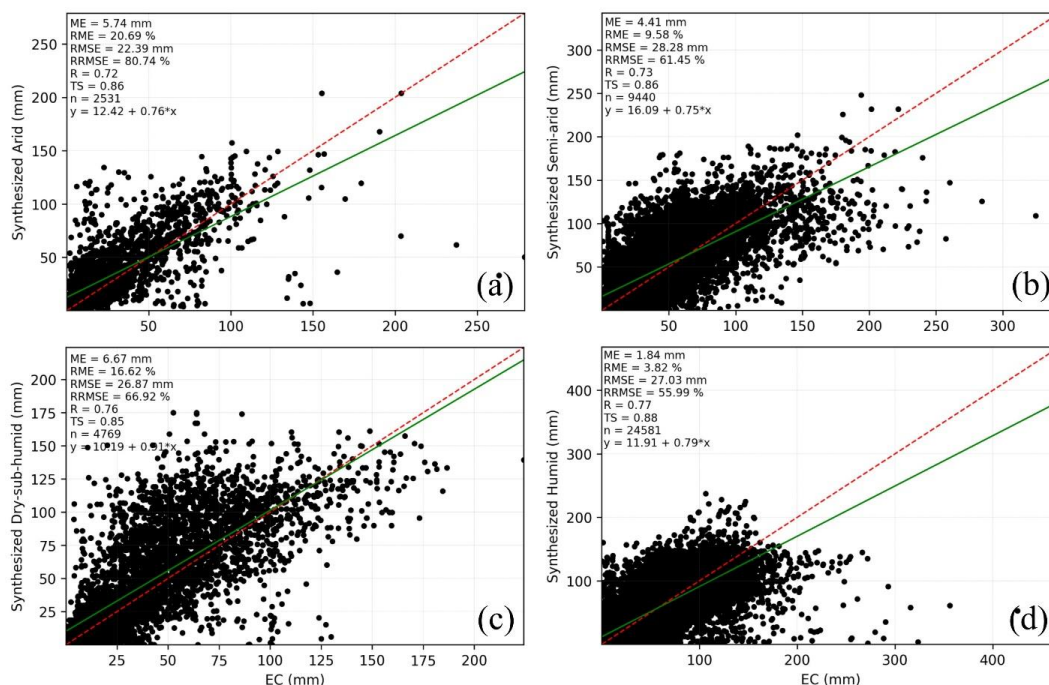 ME = 5.74 mm
RME = 20.69 %
RMSE = 22.39 mm
RRMSE = 80.74 %
R = 0.72
TS = 0.86
n = 2531
y = 12.42 + 0.76*x
250
200
150
100
50
Synthesized Arid (mm)
50
100
150
200
250
(a)
ME = 4.41 mm
RME = 9.58 %
RMSE = 28.28 mm
RRMSE = 61.45 %
R = 0.73
TS = 0.86
n = 9440
y = 16.09 + 0.75*x
300
250
200
150
100
50
Synthesized Semi-arid (mm)
50
100
150
200
250
300
(b)
ME = 6.67 mm
RME = 16.62 %
RMSE = 26.87 mm
RRMSE = 66.92 %
R = 0.76
TS = 0.85
n = 4769
y = 10.19 + 0.91*x
200
175
150
125
100
75
50
25
Synthesized Dry-sub-humid (mm)
25
50
75
100
125
150
175
200
EC (mm)
(c)
ME = 1.84 mm
RME = 3.82 %
RMSE = 27.03 mm
RRMSE = 55.99 %
R = 0.77
TS = 0.88
n = 24581
y = 11.91 + 0.79*x
400
300
200
100
Synthesized Humid (mm)
100
200
300
400
EC (mm)
(d)